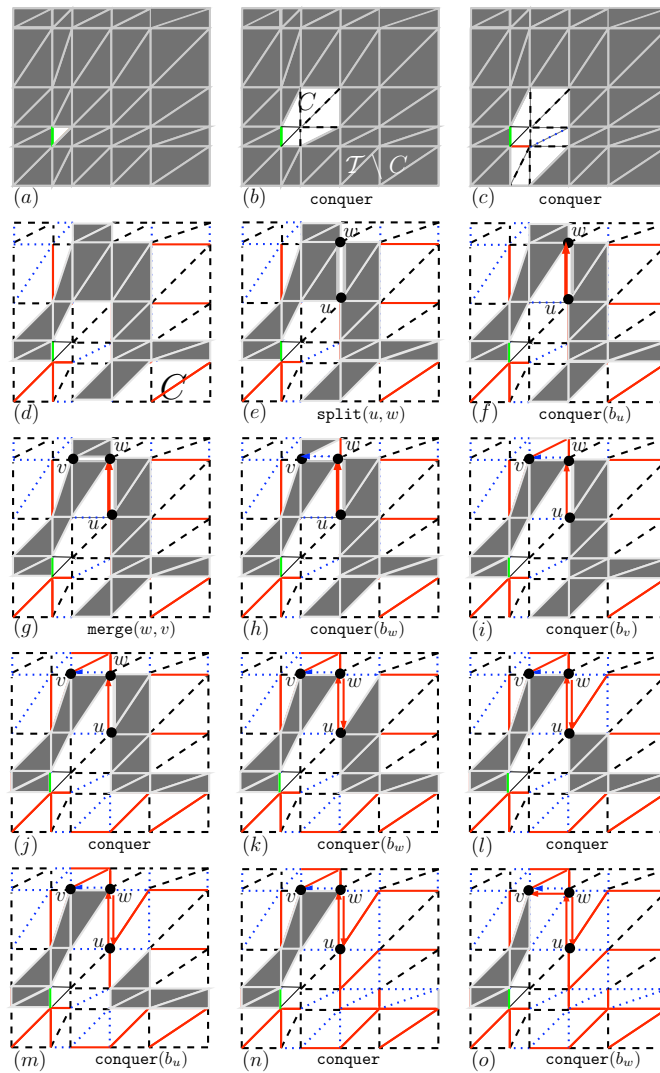 C
𝒯 \ C
(a) (b) conquer (c) conquer
w
u
w
u
C
(d) (e) split(u, w) (f) conquer(b_u)
v w
u
v w
u
v w
u
(g) merge(w, v) (h) conquer(b_w) (i) conquer(b_v)
v w
u
v w
u
v w
u
(j) conquer (k) conquer(b_w) (l) conquer
v w
u
v w
u
v w
u
(m) conquer(b_u) (n) conquer (o) conquer(b_w)